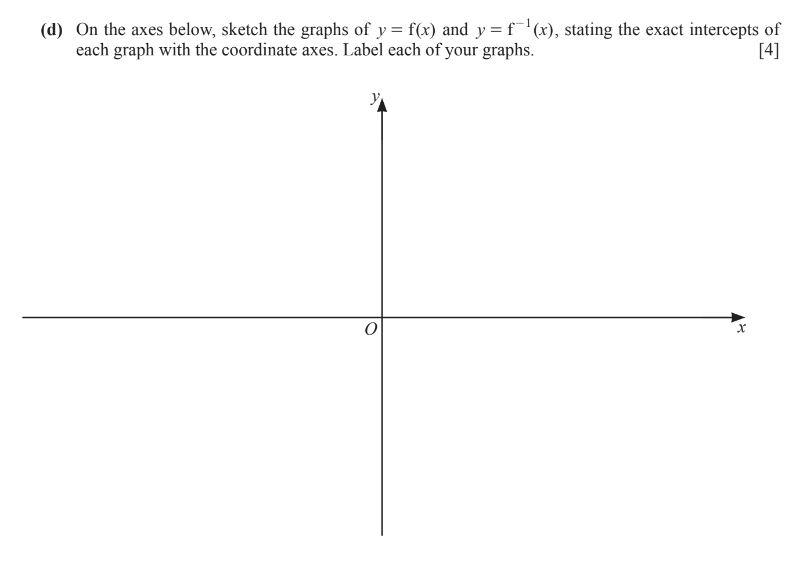 (d) On the axes below, sketch the graphs of y = f(x) and y = f⁻¹(x), stating the exact intercepts of
each graph with the coordinate axes. Label each of your graphs. [4]
y
O
x